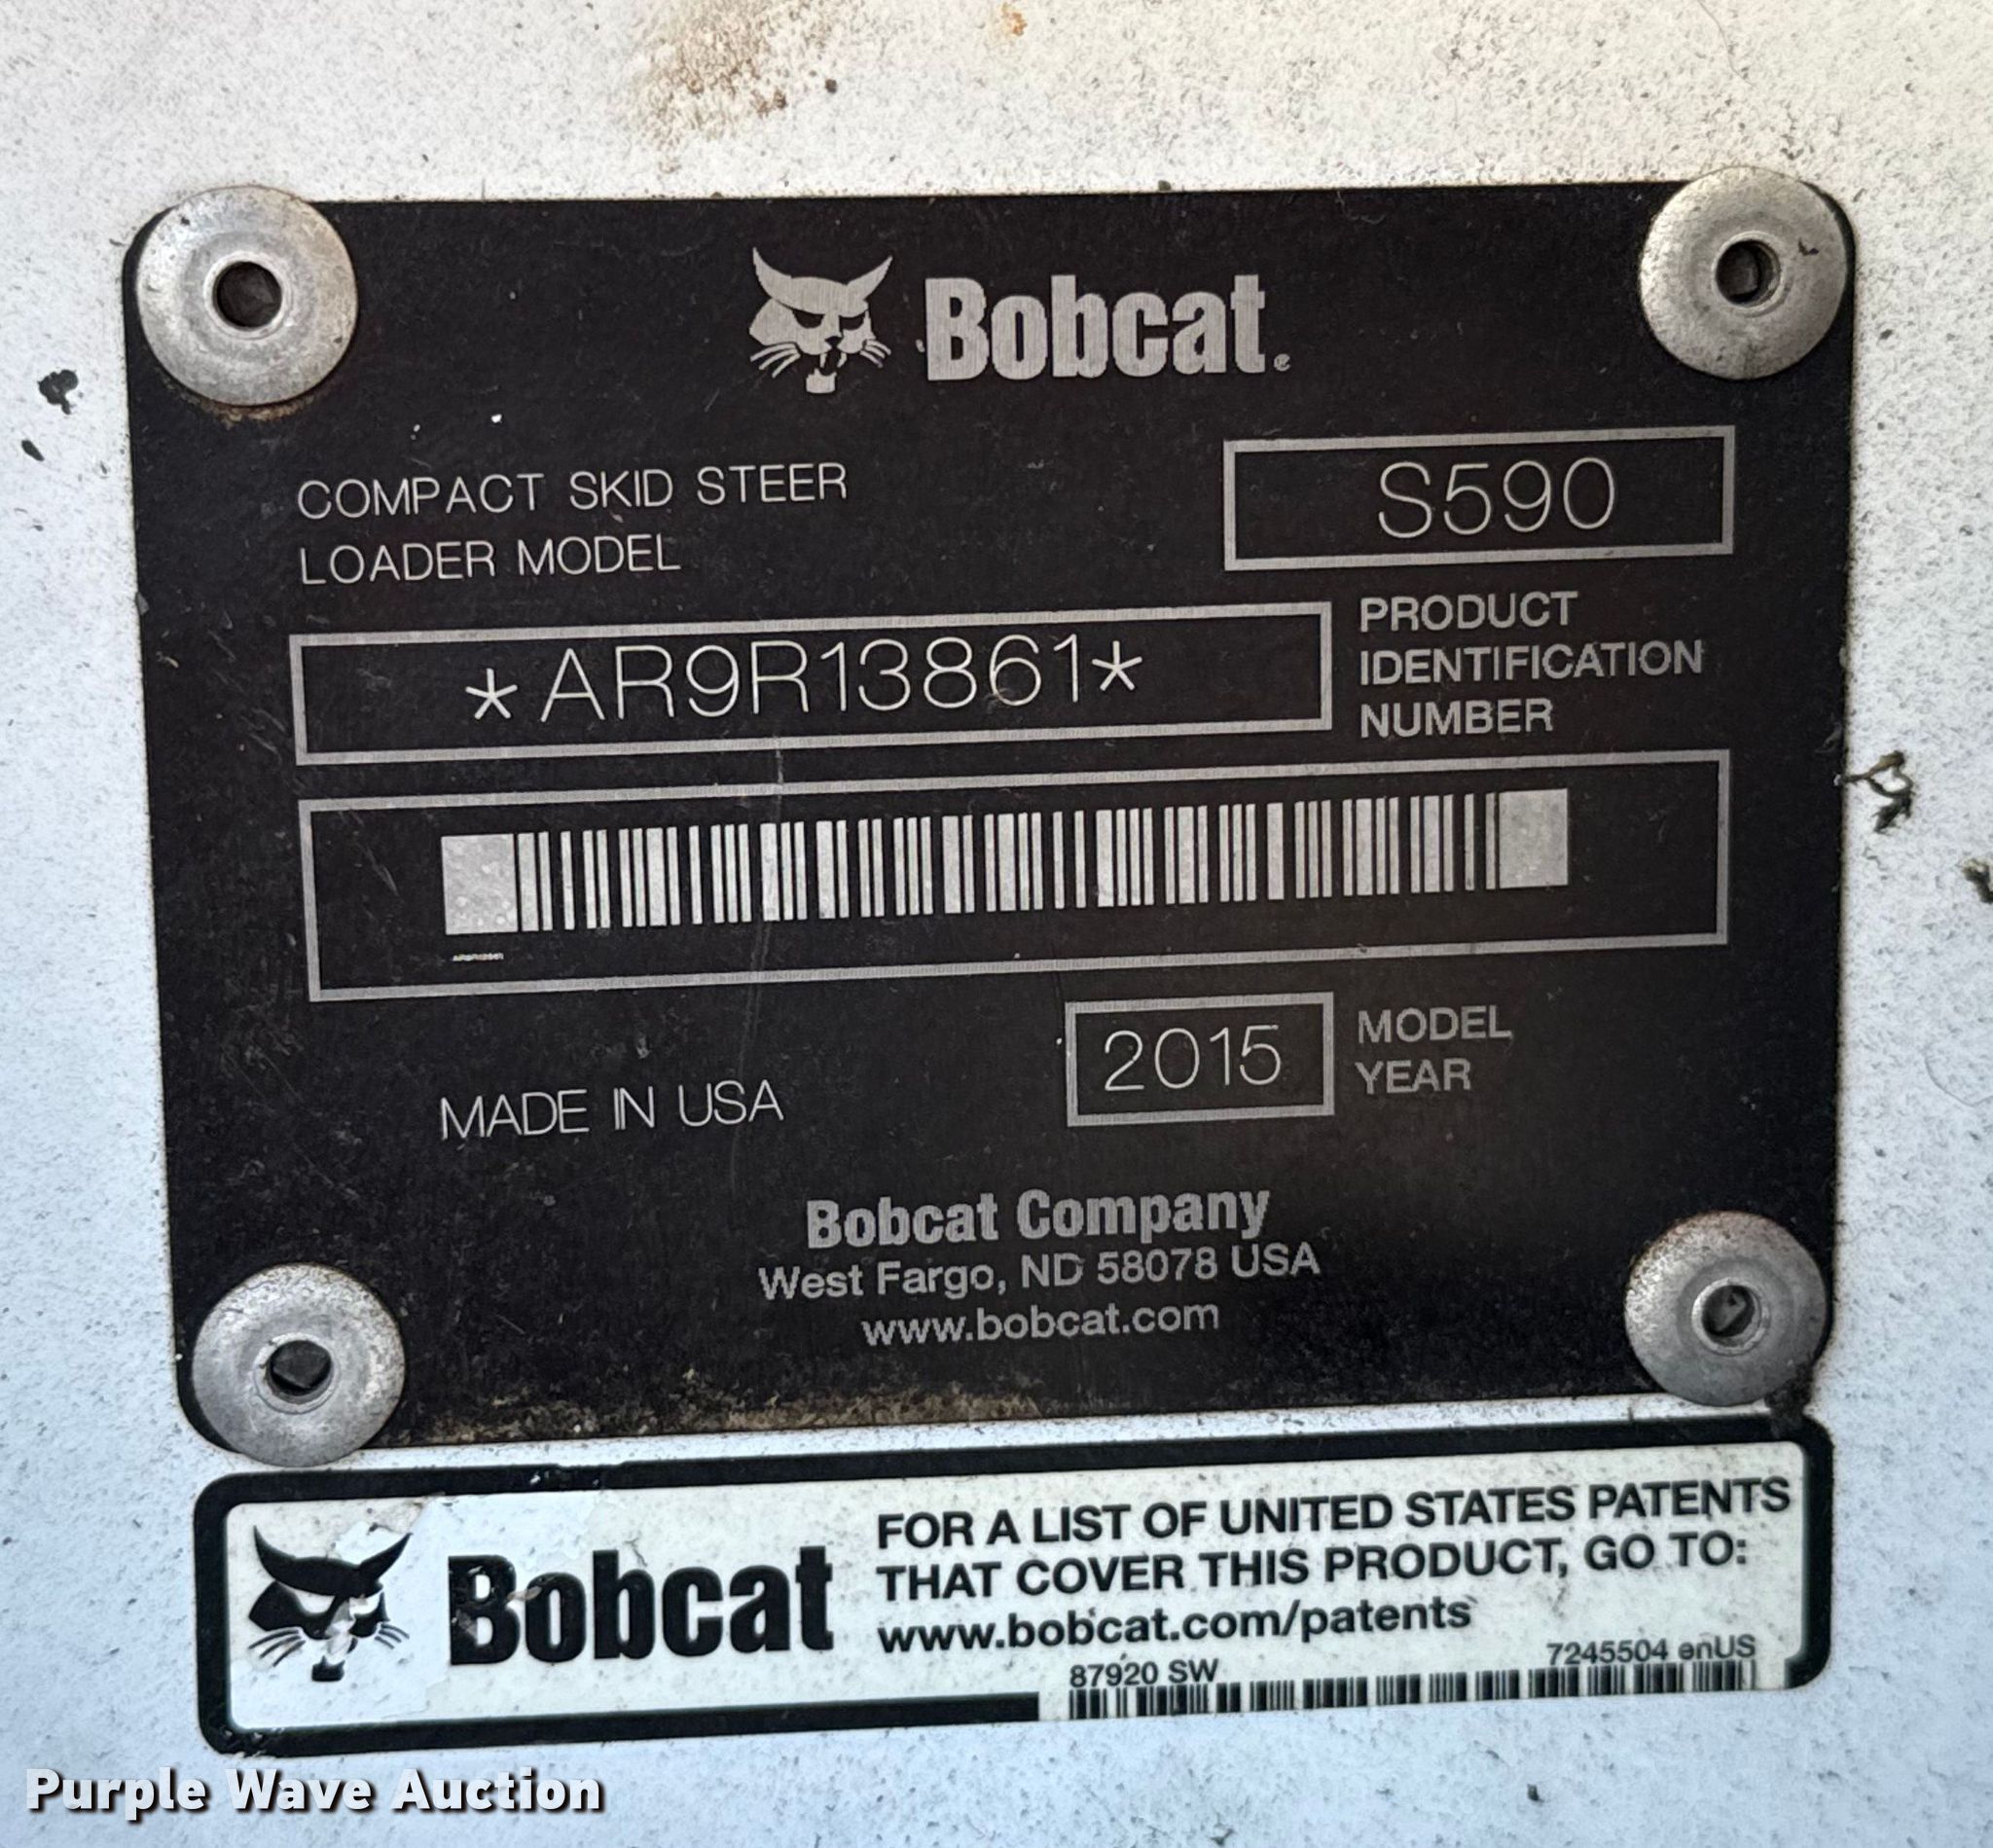 Bobcat.
COMPACT SKID STEER
LOADER MODEL
S590
*AR9R13861*
PRODUCT
IDENTIFICATION
NUMBER
AR9R13861
MADE IN USA
2015
MODEL
YEAR
Bobcat Company
West Fargo, ND 58078 USA
www.bobcat.com
Bobcat
FOR A LIST OF UNITED STATES PATENTS
THAT COVER THIS PRODUCT, GO TO:
www.bobcat.com/patents
87920 SW
7245504 enUS
Purple Wave Auction